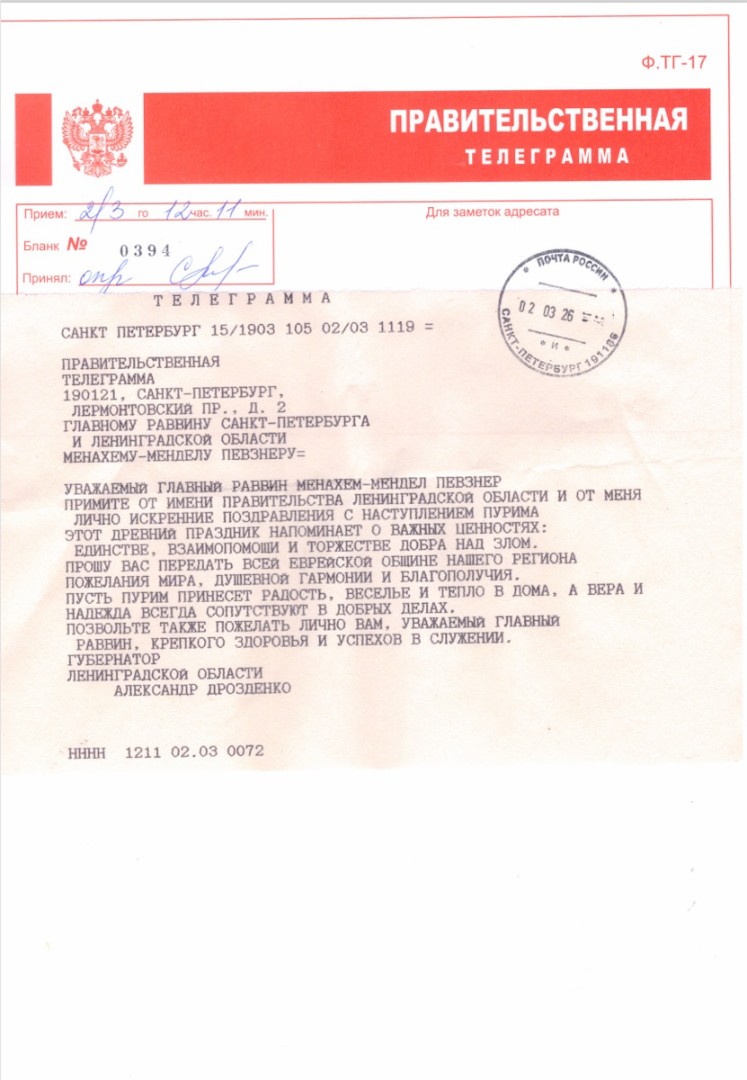 Ф.ТГ-17
ПРАВИТЕЛЬСТВЕННАЯ
ТЕЛЕГРАММА
Прием: 2/3 го 12 час. 11 мин.
Для заметок адресата
Бланк № 0394
Принял:
ПОЧТА РОССИИ
02 03 26
* И *
САНКТ-ПЕТЕРБУРГ 191186
ТЕЛЕГРАММА
САНКТ ПЕТЕРБУРГ 15/1903 105 02/03 1119 =
ПРАВИТЕЛЬСТВЕННАЯ
ТЕЛЕГРАММА
190121, САНКТ-ПЕТЕРБУРГ,
ЛЕРМОНТОВСКИЙ ПР., Д. 2
ГЛАВНОМУ РАВВИНУ САНКТ-ПЕТЕРБУРГА
И ЛЕНИНГРАДСКОЙ ОБЛАСТИ
МЕНАХЕМУ-МЕНДЕЛУ ПЕВЗНЕРУ=
УВАЖАЕМЫЙ ГЛАВНЫЙ РАВВИН МЕНАХЕМ-МЕНДЕЛ ПЕВЗНЕР
ПРИМИТЕ ОТ ИМЕНИ ПРАВИТЕЛЬСТВА ЛЕНИНГРАДСКОЙ ОБЛАСТИ И ОТ МЕНЯ
ЛИЧНО ИСКРЕННИЕ ПОЗДРАВЛЕНИЯ С НАСТУПЛЕНИЕМ ПУРИМА
ЭТОТ ДРЕВНИЙ ПРАЗДНИК НАПОМИНАЕТ О ВАЖНЫХ ЦЕННОСТЯХ:
ЕДИНСТВЕ, ВЗАИМОПОМОЩИ И ТОРЖЕСТВЕ ДОБРА НАД ЗЛОМ.
ПРОШУ ВАС ПЕРЕДАТЬ ВСЕЙ ЕВРЕЙСКОЙ ОБЩИНЕ НАШЕГО РЕГИОНА
ПОЖЕЛАНИЯ МИРА, ДУШЕВНОЙ ГАРМОНИИ И БЛАГОПОЛУЧИЯ.
ПУСТЬ ПУРИМ ПРИНЕСЕТ РАДОСТЬ, ВЕСЕЛЬЕ И ТЕПЛО В ДОМА, А ВЕРА И
НАДЕЖДА ВСЕГДА СОПУТСТВУЮТ В ДОБРЫХ ДЕЛАХ.
ПОЗВОЛЬТЕ ТАКЖЕ ПОЖЕЛАТЬ ЛИЧНО ВАМ, УВАЖАЕМЫЙ ГЛАВНЫЙ
РАВВИН, КРЕПКОГО ЗДОРОВЬЯ И УСПЕХОВ В СЛУЖЕНИИ.
ГУБЕРНАТОР
ЛЕНИНГРАДСКОЙ ОБЛАСТИ
АЛЕКСАНДР ДРОЗДЕНКО
НННН 1211 02.03 0072